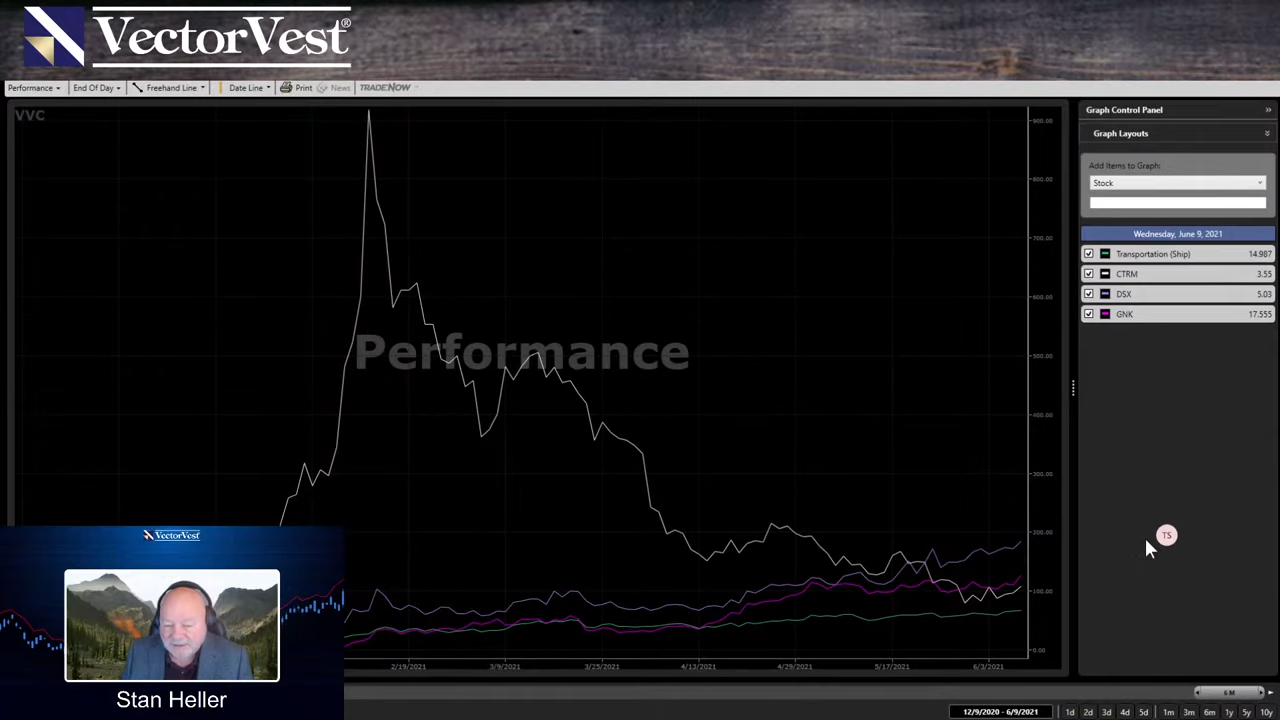 VectorVest®
Performance
End Of Day
Freehand Line
Date Line
Print
News
TRADENOW
VVC
Performance
900.00
800.00
700.00
600.00
500.00
400.00
300.00
200.00
100.00
0.00
2/19/2021
3/9/2021
3/25/2021
4/13/2021
4/29/2021
5/17/2021
6/3/2021
Graph Control Panel
Graph Layouts
Add Items to Graph:
Stock
Wednesday, June 9, 2021
Transportation (Ship) 14.987
CTRM 3.55
DSX 5.03
GNK 17.555
TS
VectorVest
Stan Heller
6 M
12/9/2020 - 6/9/2021
1d 2d 3d 4d 5d 1m 3m 6m 1y 5y 10y